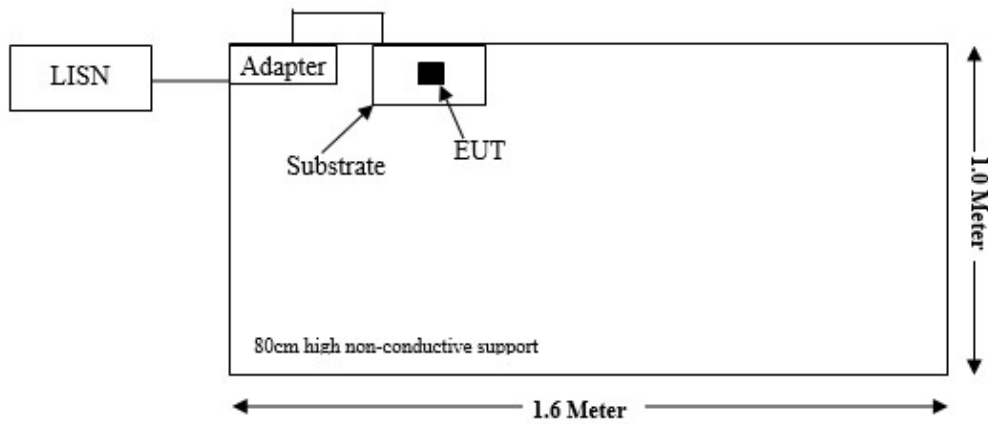 LISN
Adapter
Substrate
EUT
1.0 Meter
80cm high non-conductive support
1.6 Meter